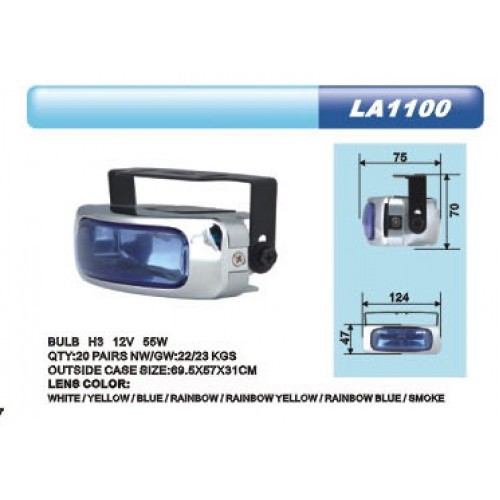 LA1100
75
70
124
47
BULB H3 12V 55W
QTY:20 PAIRS NW/GW:22/23 KGS
OUTSIDE CASE SIZE:69.5X57X31CM
LENS COLOR:
WHITE / YELLOW / BLUE / RAINBOW / RAINBOW YELLOW / RAINBOW BLUE / SMOKE